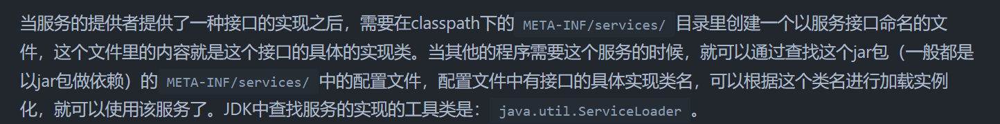 当服务的提供者提供了一种接口的实现之后，需要在classpath下的 META-INF/services/ 目录里创建一个以服务接口命名的文
件，这个文件里的内容就是这个接口的具体的实现类。当其他的程序需要这个服务的时候，就可以通过查找这个jar包（一般都是
以jar包做依赖）的 META-INF/services/ 中的配置文件，配置文件中有接口的具体实现类名，可以根据这个类名进行加载实例
化，就可以使用该服务了。JDK中查找服务的实现的工具类是： java.util.ServiceLoader 。